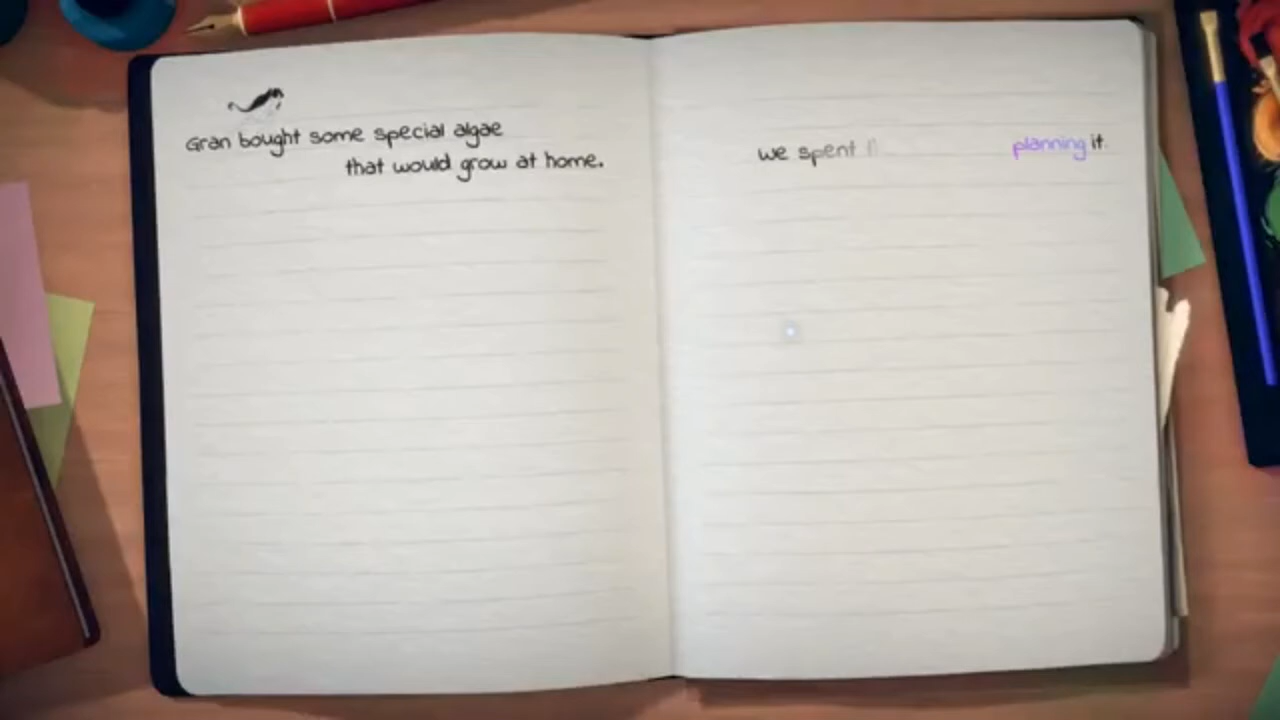 Gran bought some special algae
that would grow at home.
we spent planning it.